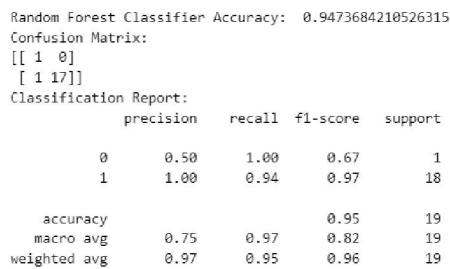 Random Forest Classifier Accuracy:  0.9473684210526315
Confusion Matrix:
[[ 1  0]
 [ 1 17]]
Classification Report:
              precision    recall  f1-score   support

           0       0.50      1.00      0.67         1
           1       1.00      0.94      0.97        18

    accuracy                           0.95        19
   macro avg       0.75      0.97      0.82        19
weighted avg       0.97      0.95      0.96        19